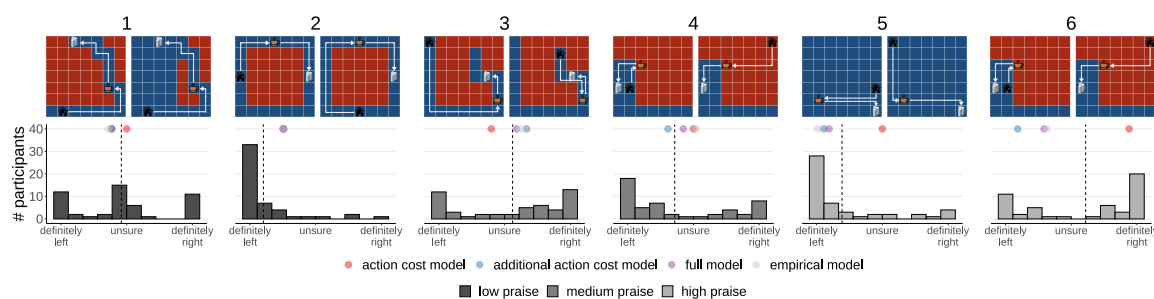 1 2 3 4 5 6
# participants
40
30
20
10
0
definitely left unsure definitely right definitely left unsure definitely right definitely left unsure definitely right definitely left unsure definitely right definitely left unsure definitely right definitely left unsure definitely right
action cost model additional action cost model full model empirical model
low praise medium praise high praise